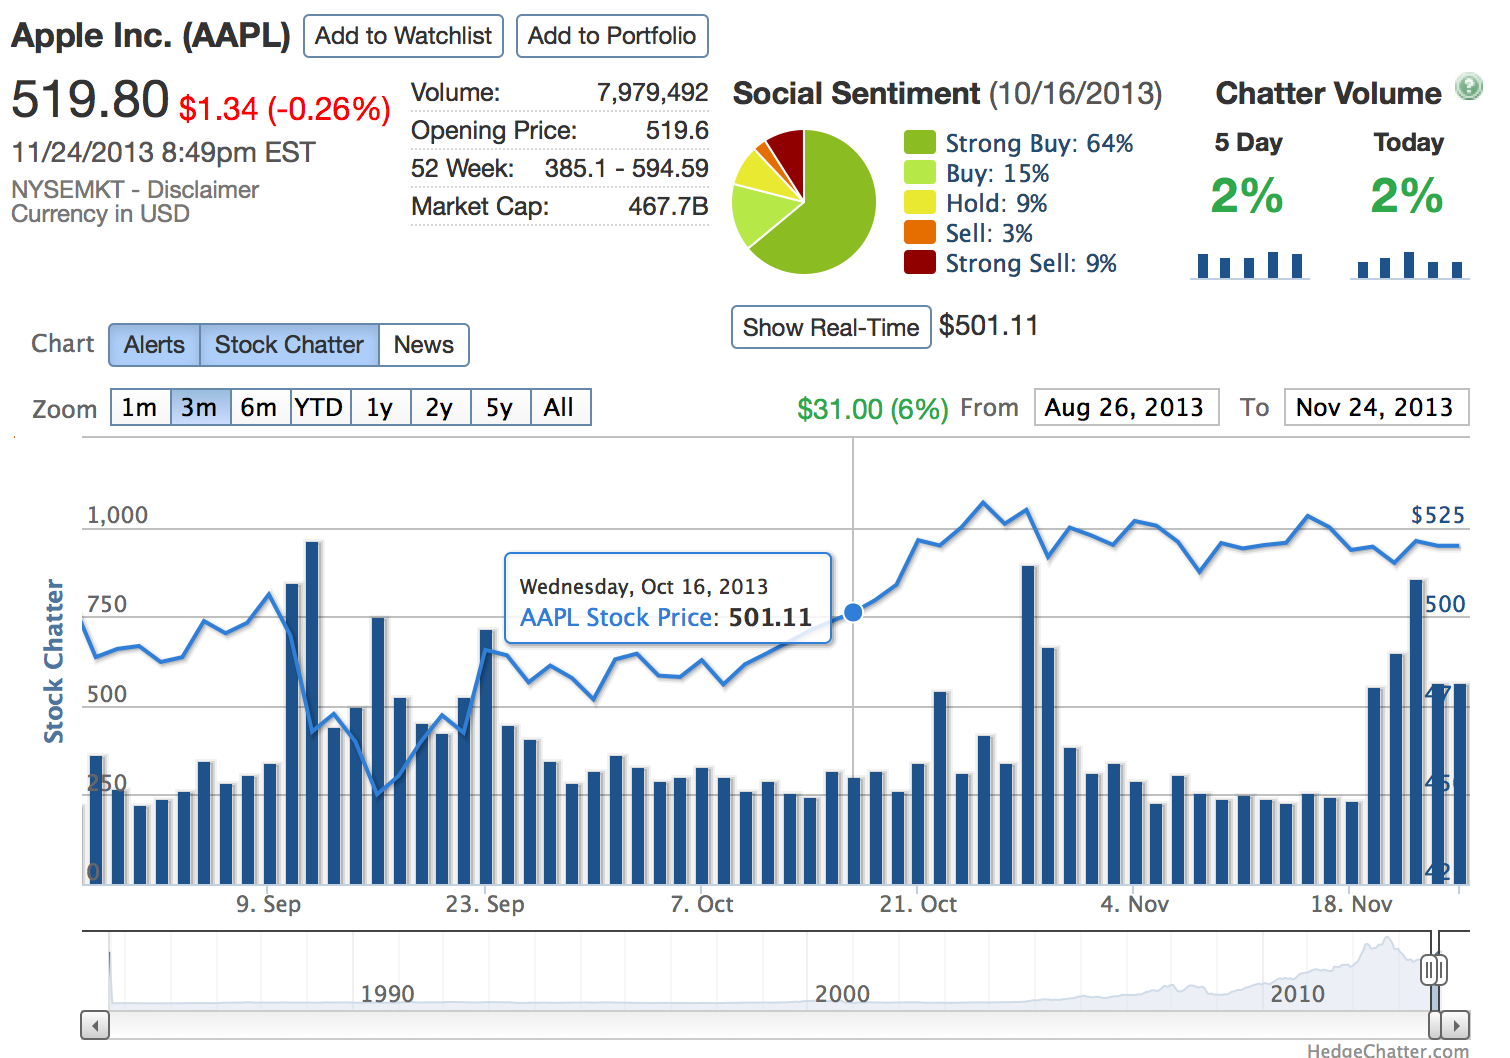 Apple Inc. (AAPL) Add to Watchlist Add to Portfolio
519.80 $1.34 (-0.26%)
11/24/2013 8:49pm EST
NYSEMKT - Disclaimer
Currency in USD
Volume: 7,979,492
Opening Price: 519.6
52 Week: 385.1 - 594.59
Market Cap: 467.7B
Social Sentiment (10/16/2013)
Strong Buy: 64%
Buy: 15%
Hold: 9%
Sell: 3%
Strong Sell: 9%
Chatter Volume ?
5 Day Today
2% 2%
Show Real-Time $501.11
Chart Alerts Stock Chatter News
Zoom 1m 3m 6m YTD 1y 2y 5y All
$31.00 (6%) From Aug 26, 2013 To Nov 24, 2013
1,000 $525
Wednesday, Oct 16, 2013
AAPL Stock Price: 501.11
750 500
500 47
250 45
0 42
Stock Chatter
9. Sep 23. Sep 7. Oct 21. Oct 4. Nov 18. Nov
1990 2000 2010
HedgeChatter.com